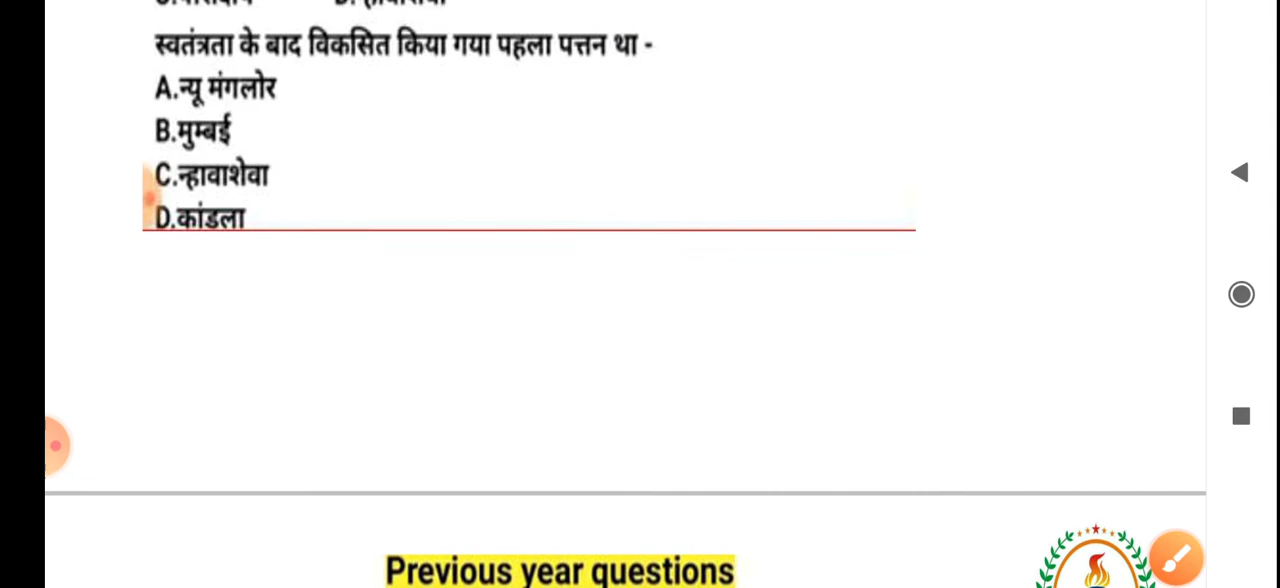 स्वतंत्रता के बाद विकसित किया गया पहला पत्तन था -
A.न्यू मंगलोर
B.मुम्बई
C.न्हावाशेवा
D.कांडला
Previous year questions